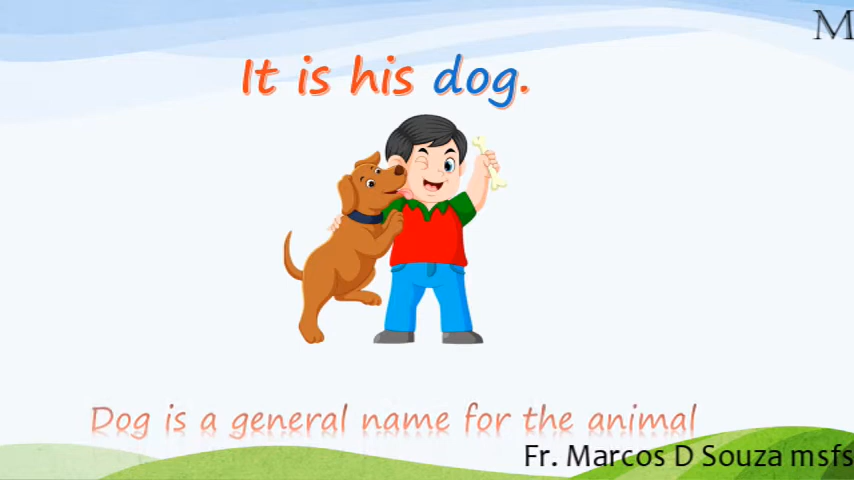 M
It is his dog.
Dog is a general name for the animal
Fr. Marcos D Souza msfs